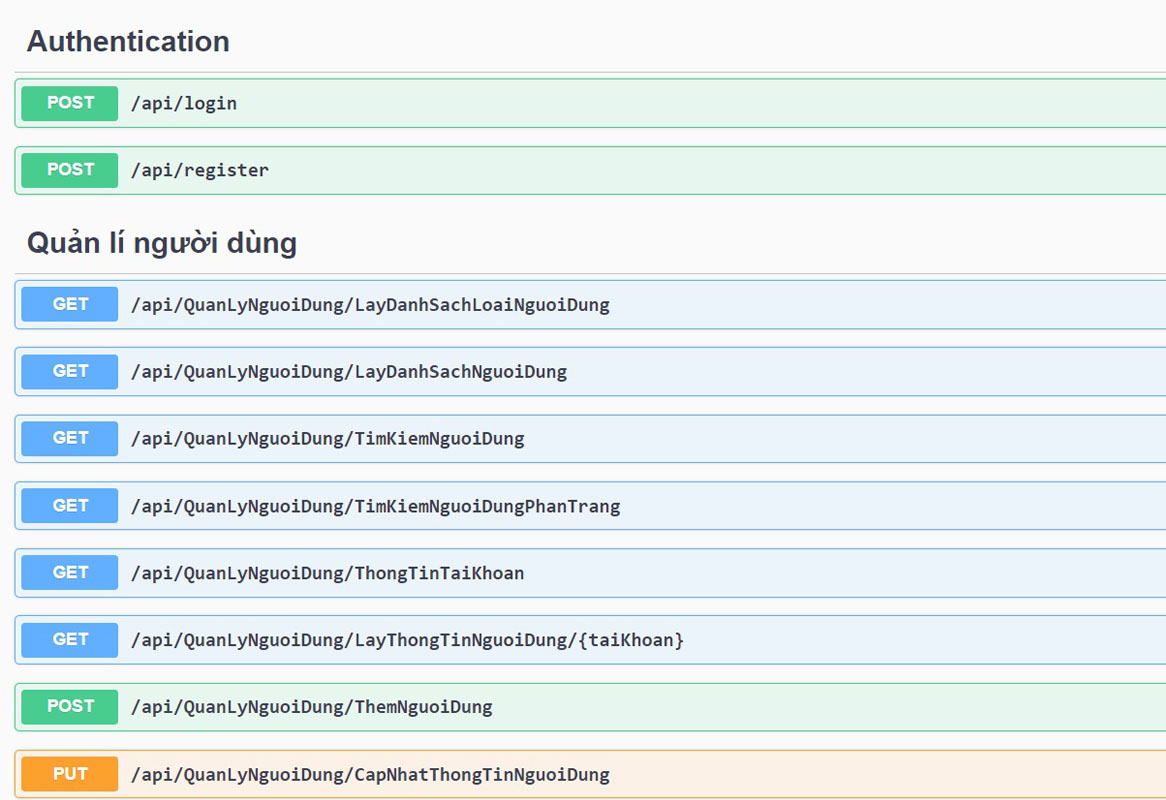 Authentication
POST /api/login
POST /api/register
Quản lí người dùng
GET /api/QuanLyNguoiDung/LayDanhSachLoaiNguoiDung
GET /api/QuanLyNguoiDung/LayDanhSachNguoiDung
GET /api/QuanLyNguoiDung/TimKiemNguoiDung
GET /api/QuanLyNguoiDung/TimKiemNguoiDungPhanTrang
GET /api/QuanLyNguoiDung/ThongTinTaiKhoan
GET /api/QuanLyNguoiDung/LayThongTinNguoiDung/{taiKhoan}
POST /api/QuanLyNguoiDung/ThemNguoiDung
PUT /api/QuanLyNguoiDung/CapNhatThongTinNguoiDung